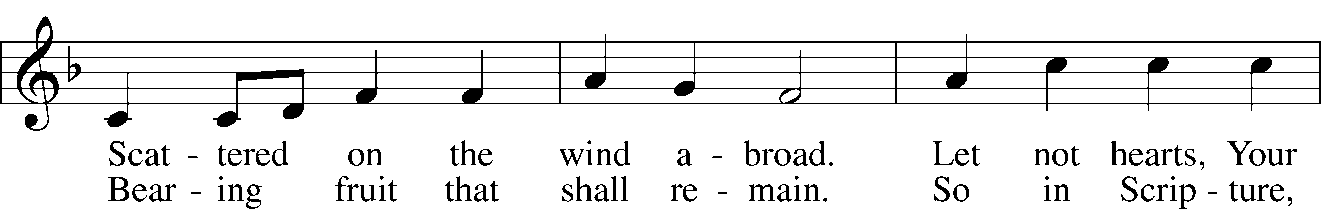 Scat - tered on the wind a - broad. Let not hearts, Your
Bear - ing fruit that shall re - main. So in Scrip - ture,